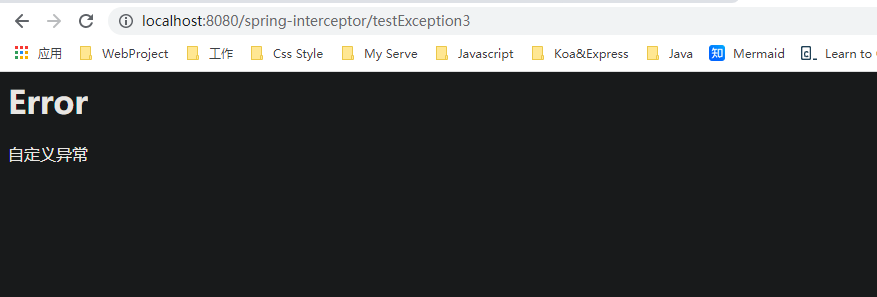 localhost:8080/spring-interceptor/testException3
应用 WebProject 工作 Css Style My Serve Javascript Koa&Express Java 知 Mermaid Learn to
Error
自定义异常